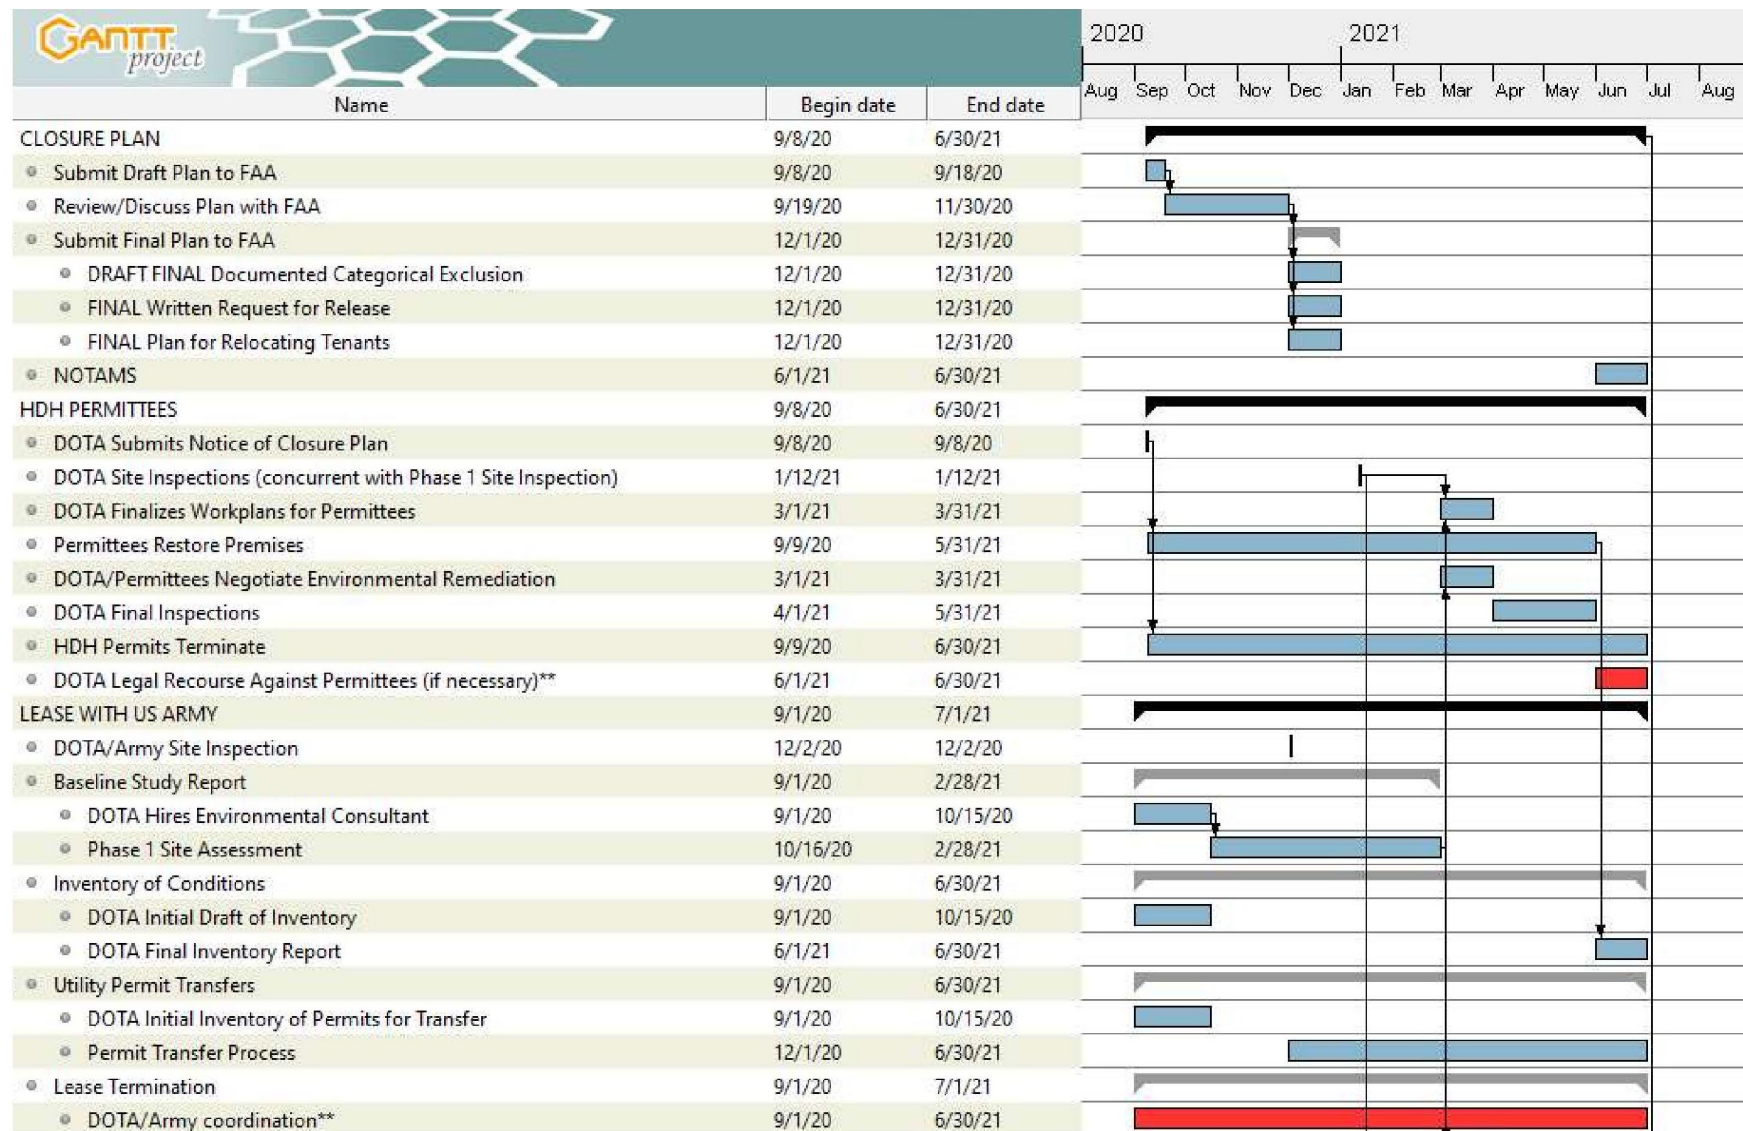 GANTT
project
2020 2021
Aug Sep Oct Nov Dec Jan Feb Mar Apr May Jun Jul Aug
Name Begin date End date
CLOSURE PLAN 9/8/20 6/30/21
Submit Draft Plan to FAA 9/8/20 9/18/20
Review/Discuss Plan with FAA 9/19/20 11/30/20
Submit Final Plan to FAA 12/1/20 12/31/20
DRAFT FINAL Documented Categorical Exclusion 12/1/20 12/31/20
FINAL Written Request for Release 12/1/20 12/31/20
FINAL Plan for Relocating Tenants 12/1/20 12/31/20
NOTAMS 6/1/21 6/30/21
HDH PERMITTEES 9/8/20 6/30/21
DOTA Submits Notice of Closure Plan 9/8/20 9/8/20
DOTA Site Inspections (concurrent with Phase 1 Site Inspection) 1/12/21 1/12/21
DOTA Finalizes Workplans for Permittees 3/1/21 3/31/21
Permittees Restore Premises 9/9/20 5/31/21
DOTA/Permittees Negotiate Environmental Remediation 3/1/21 3/31/21
DOTA Final Inspections 4/1/21 5/31/21
HDH Permits Terminate 9/9/20 6/30/21
DOTA Legal Recourse Against Permittees (if necessary)** 6/1/21 6/30/21
LEASE WITH US ARMY 9/1/20 7/1/21
DOTA/Army Site Inspection 12/2/20 12/2/20
Baseline Study Report 9/1/20 2/28/21
DOTA Hires Environmental Consultant 9/1/20 10/15/20
Phase 1 Site Assessment 10/16/20 2/28/21
Inventory of Conditions 9/1/20 6/30/21
DOTA Initial Draft of Inventory 9/1/20 10/15/20
DOTA Final Inventory Report 6/1/21 6/30/21
Utility Permit Transfers 9/1/20 6/30/21
DOTA Initial Inventory of Permits for Transfer 9/1/20 10/15/20
Permit Transfer Process 12/1/20 6/30/21
Lease Termination 9/1/20 7/1/21
DOTA/Army coordination** 9/1/20 6/30/21